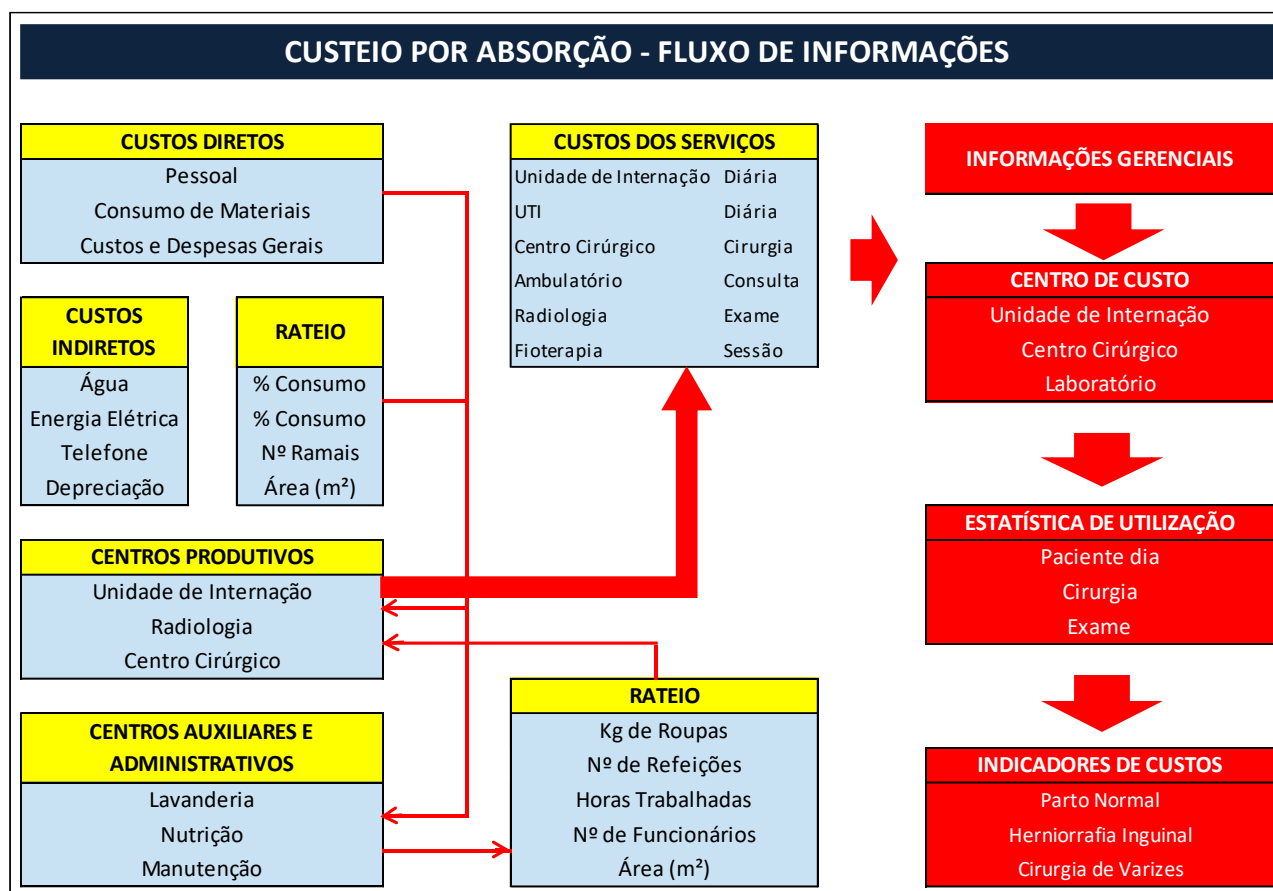 CUSTEIO POR ABSORÇÃO - FLUXO DE INFORMAÇÕES
CUSTOS DIRETOS
Pessoal
Consumo de Materiais
Custos e Despesas Gerais
CUSTOS
INDIRETOS
Água
Energia Elétrica
Telefone
Depreciação
RATEIO
% Consumo
% Consumo
Nº Ramais
Área (m²)
CENTROS PRODUTIVOS
Unidade de Internação
Radiologia
Centro Cirúrgico
CENTROS AUXILIARES E
ADMINISTRATIVOS
Lavanderia
Nutrição
Manutenção
CUSTOS DOS SERVIÇOS
Unidade de Internação Diária
UTI Diária
Centro Cirúrgico Cirurgia
Ambulatório Consulta
Radiologia Exame
Fioterapia Sessão
RATEIO
Kg de Roupas
Nº de Refeições
Horas Trabalhadas
Nº de Funcionários
Área (m²)
INFORMAÇÕES GERENCIAIS
CENTRO DE CUSTO
Unidade de Internação
Centro Cirúrgico
Laboratório
ESTATÍSTICA DE UTILIZAÇÃO
Paciente dia
Cirurgia
Exame
INDICADORES DE CUSTOS
Parto Normal
Herniorrafia Inguinal
Cirurgia de Varizes